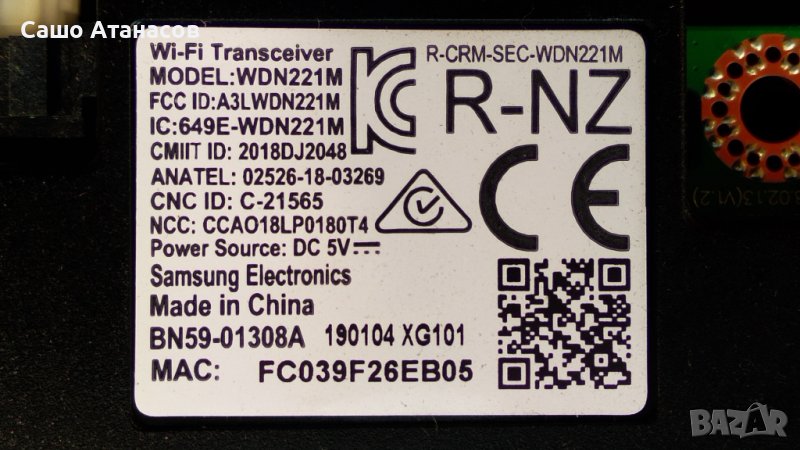 Сашо Атанасов
Wi-Fi Transceiver
MODEL:WDN221M
FCC ID:A3LWDN221M
IC:649E-WDN221M
CMIIT ID: 2018DJ2048
ANATEL: 02526-18-03269
CNC ID: C-21565
NCC: CCAO18LP0180T4
Power Source: DC 5V
Samsung Electronics
Made in China
BN59-01308A 190104 XG101
MAC: FC039F26EB05
R-CRM-SEC-WDN221M
R-NZ
CE
BAZAR